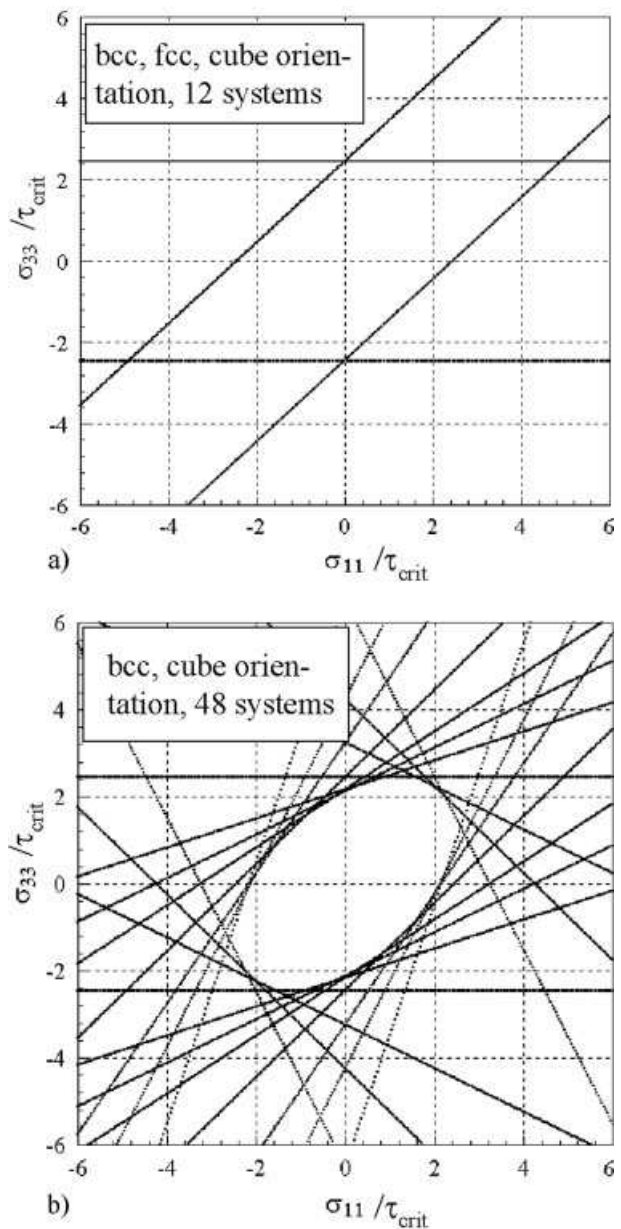 6
4
2
0
-2
-4
-6
σ33 /τcrit
bcc, fcc, cube orien-
tation, 12 systems
-6 -4 -2 0 2 4 6
a)
σ11 /τcrit
6
4
2
0
-2
-4
-6
σ33 /τcrit
bcc, cube orien-
tation, 48 systems
-6 -4 -2 0 2 4 6
b)
σ11 /τcrit